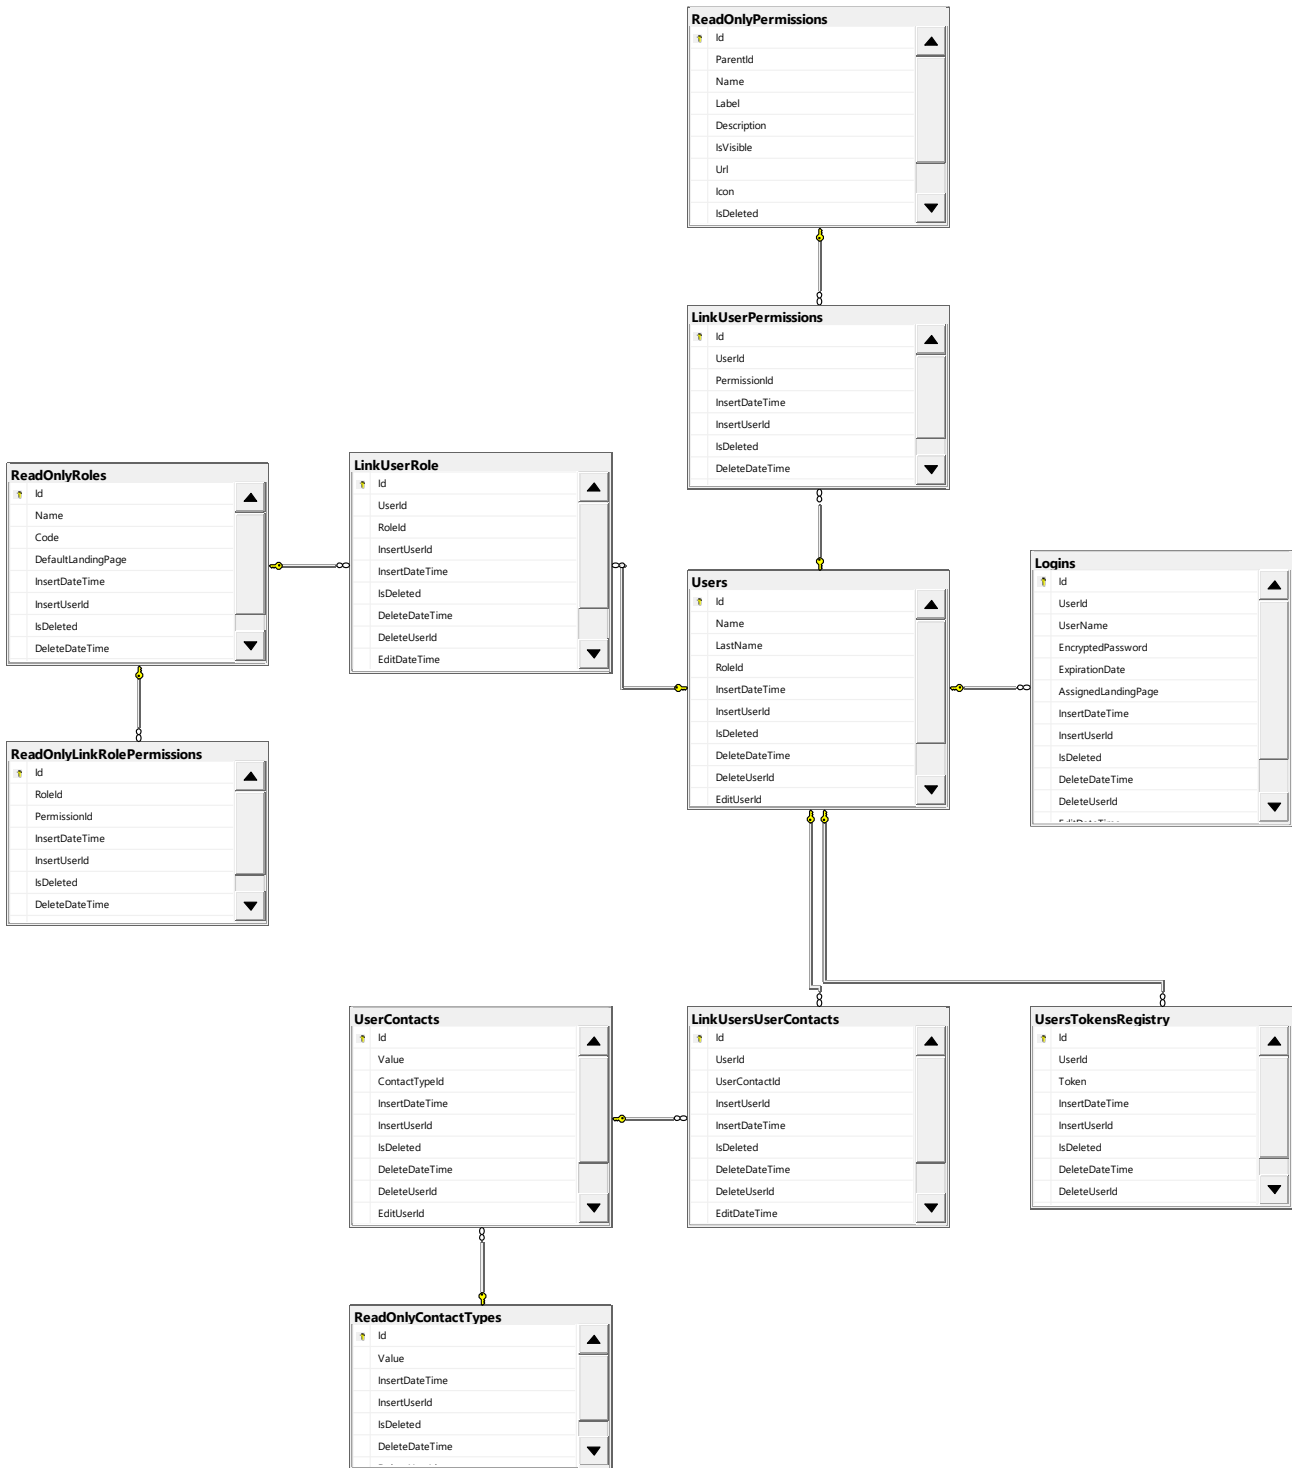 ReadOnlyPermissions
Id
ParentId
Name
Label
Description
IsVisible
Url
Icon
IsDeleted
LinkUserPermissions
Id
UserId
PermissionId
InsertDateTime
InsertUserId
IsDeleted
DeleteDateTime
ReadOnlyRoles
Id
Name
Code
DefaultLandingPage
InsertDateTime
InsertUserId
IsDeleted
DeleteDateTime
LinkUserRole
Id
UserId
RoleId
InsertUserId
InsertDateTime
IsDeleted
DeleteDateTime
DeleteUserId
EditDateTime
Users
Id
Name
LastName
RoleId
InsertDateTime
InsertUserId
IsDeleted
DeleteDateTime
DeleteUserId
EditUserId
Logins
Id
UserId
UserName
EncryptedPassword
ExpirationDate
AssignedLandingPage
InsertDateTime
InsertUserId
IsDeleted
DeleteDateTime
DeleteUserId
EditDateTime
ReadOnlyLinkRolePermissions
Id
RoleId
PermissionId
InsertDateTime
InsertUserId
IsDeleted
DeleteDateTime
UserContacts
Id
Value
ContactTypeId
InsertDateTime
InsertUserId
IsDeleted
DeleteDateTime
DeleteUserId
EditUserId
LinkUsersUserContacts
Id
UserId
UserContactId
InsertUserId
InsertDateTime
IsDeleted
DeleteDateTime
DeleteUserId
EditDateTime
UsersTokensRegistry
Id
UserId
Token
InsertDateTime
InsertUserId
IsDeleted
DeleteDateTime
DeleteUserId
ReadOnlyContactTypes
Id
Value
InsertDateTime
InsertUserId
IsDeleted
DeleteDateTime